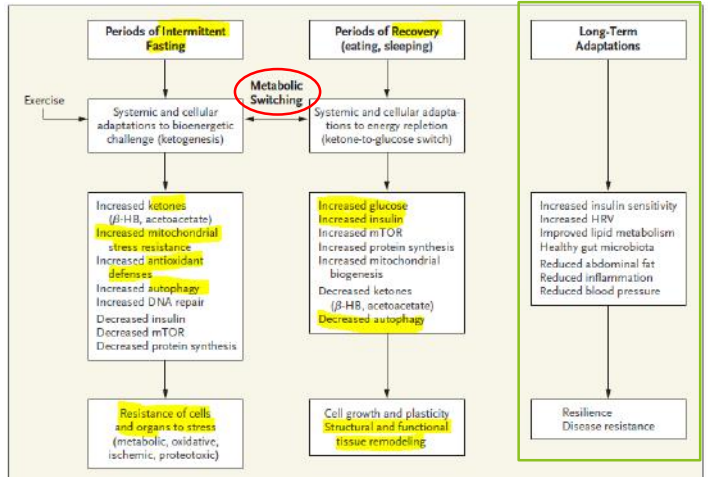 Periods of Intermittent
Fasting
Periods of Recovery
(eating, sleeping)
Long-Term
Adaptations
Metabolic
Switching
Exercise
Systemic and cellular
adaptations to bioenergetic
challenge (ketogenesis)
Systemic and cellular adapta-
tions to energy repletion
(ketone-to-glucose switch)
Increased ketones
(β-HB, acetoacetate)
Increased mitochondrial
stress resistance
Increased antioxidant
defenses
Increased autophagy
Increased DNA repair
Decreased insulin
Decreased mTOR
Decreased protein synthesis
Increased glucose
Increased insulin
Increased mTOR
Increased protein synthesis
Increased mitochondrial
biogenesis
Decreased ketones
(β-HB, acetoacetate)
Decreased autophagy
Increased insulin sensitivity
Increased HRV
Improved lipid metabolism
Healthy gut microbiota
Reduced abdominal fat
Reduced inflammation
Reduced blood pressure
Resistance of cells
and organs to stress
(metabolic, oxidative,
ischemic, proteotoxic)
Cell growth and plasticity
Structural and functional
tissue remodeling
Resilience
Disease resistance